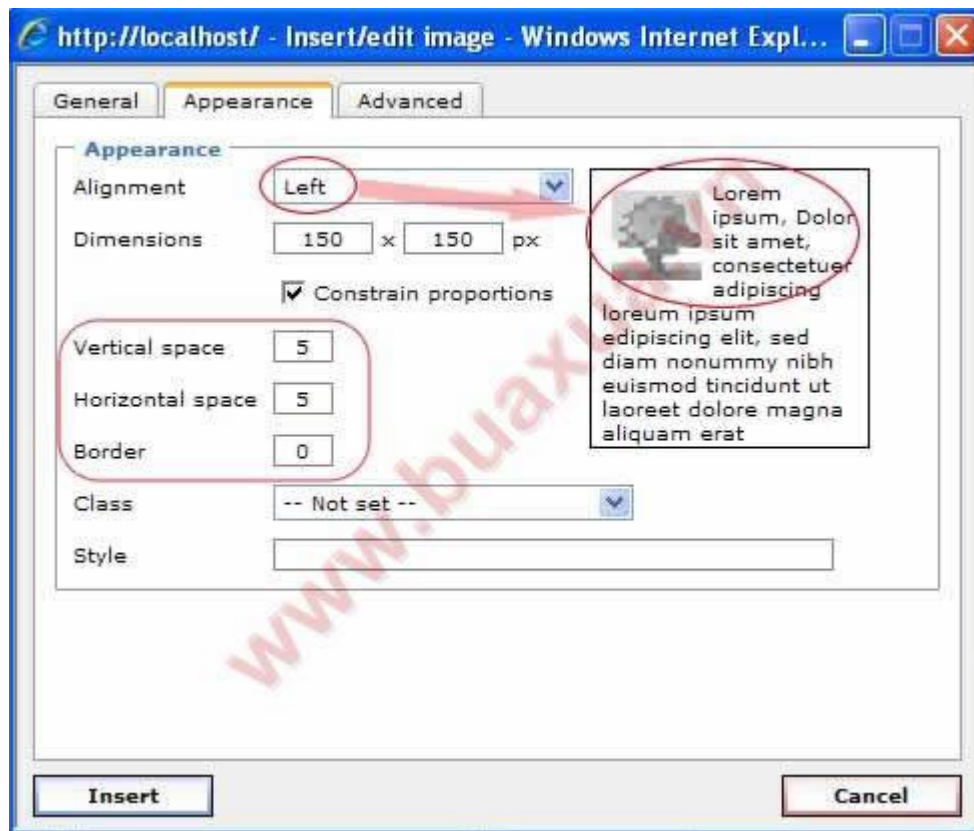 http://localhost/ - Insert/edit image - Windows Internet Expl...
General Appearance Advanced
Appearance
Alignment Left
Dimensions 150 x 150 px
Constrain proportions
Vertical space 5
Horizontal space 5
Border 0
Class -- Not set --
Style
Lorem
ipsum, Dolor
sit amet,
consectetuer
adipiscing
loreum ipsum
edipiscing elit, sed
diam nonummy nibh
euismod tincidunt ut
laoreet dolore magna
aliquam erat
Insert Cancel